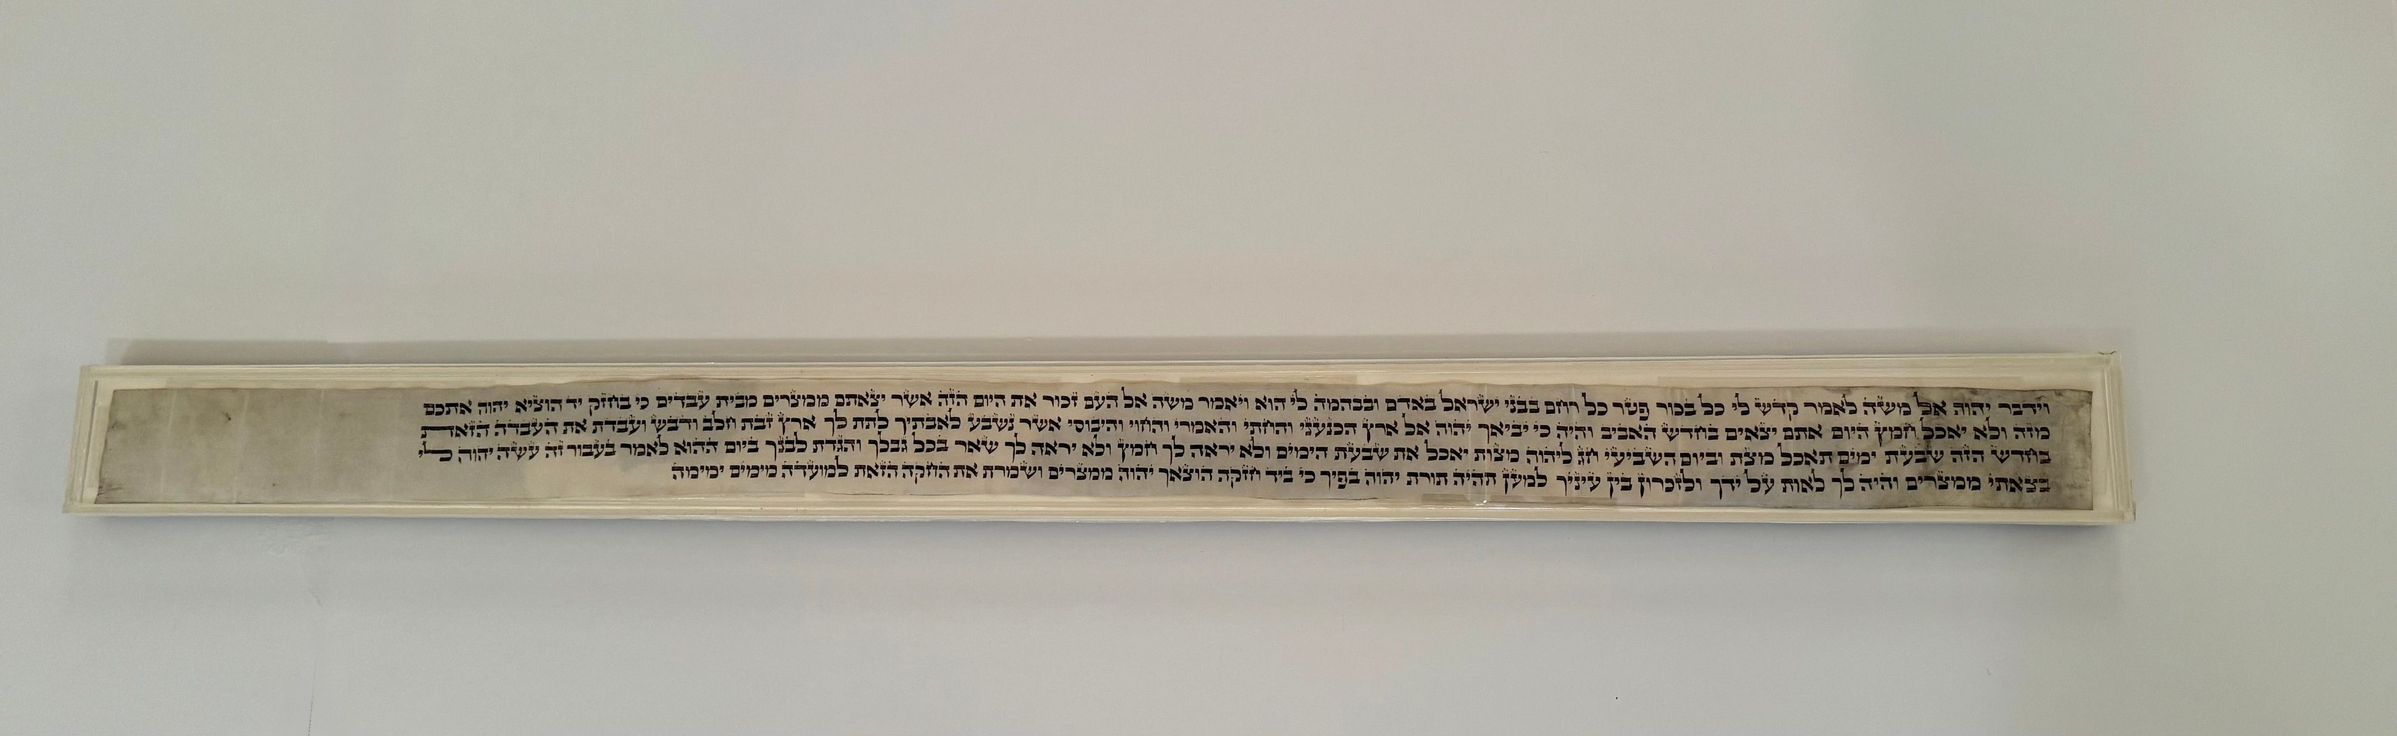 וידבר יהוה אל משה לאמר קדש לי כל בכור פטר כל רחם בבני ישראל באדם ובבהמה לי הוא ויאמר משה אל העם זכור את היום הזה אשר יצאתם ממצרים מבית עבדים כי בחזק יד הוציא יהוה אתכם
מזה ולא יאכל חמץ היום אתם יצאים בחדש האביב והיה כי יביאך יהוה אל ארץ הכנעני והחתי והאמרי והחוי והיבוסי אשר נשבע לאבתיך לתת לך ארץ זבת חלב ודבש ועבדת את העבדה הזאת
בחדש הזה שבעת ימים תאכל מצת וביום השביעי חג ליהוה מצות יאכל את שבעת הימים ולא יראה לך חמץ ולא יראה לך שאר בכל גבלך והגדת לבנך ביום ההוא לאמר בעבור זה עשה יהוה לי
בצאתי ממצרים והיה לך לאות על ידך ולזכרון בין עיניך למען תהיה תורת יהוה בפיך כי ביד חזקה הוצאך יהוה ממצרים ושמרת את החקה הזאת למועדה מימים ימימה